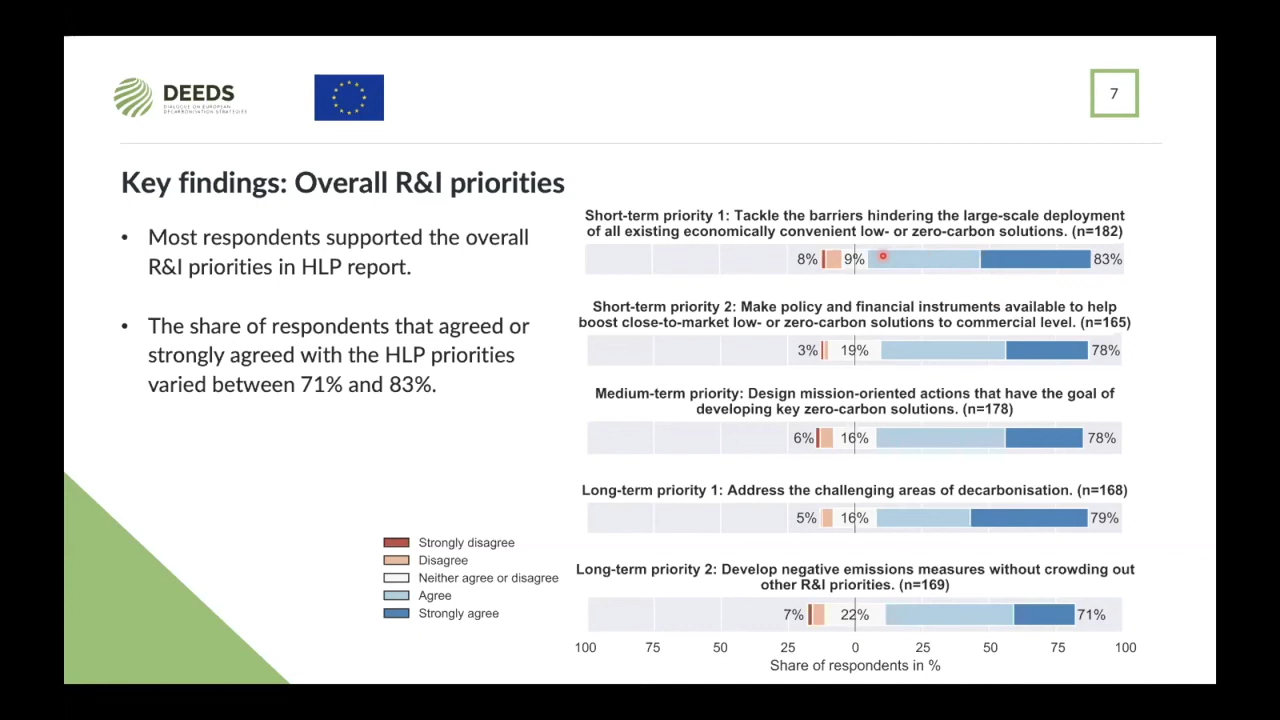 DEEDS
DIALOGUE ON EUROPEAN
DECARBONISATION STRATEGIES
7
Key findings: Overall R&I priorities
• Most respondents supported the overall
R&I priorities in HLP report.
• The share of respondents that agreed or
strongly agreed with the HLP priorities
varied between 71% and 83%.
Short-term priority 1: Tackle the barriers hindering the large-scale deployment
of all existing economically convenient low- or zero-carbon solutions. (n=182)
8% 9% 83%
Short-term priority 2: Make policy and financial instruments available to help
boost close-to-market low- or zero-carbon solutions to commercial level. (n=165)
3% 19% 78%
Medium-term priority: Design mission-oriented actions that have the goal of
developing key zero-carbon solutions. (n=178)
6% 16% 78%
Long-term priority 1: Address the challenging areas of decarbonisation. (n=168)
5% 16% 79%
Long-term priority 2: Develop negative emissions measures without crowding out
other R&I priorities. (n=169)
7% 22% 71%
100 75 50 25 0 25 50 75 100
Share of respondents in %
Strongly disagree
Disagree
Neither agree or disagree
Agree
Strongly agree